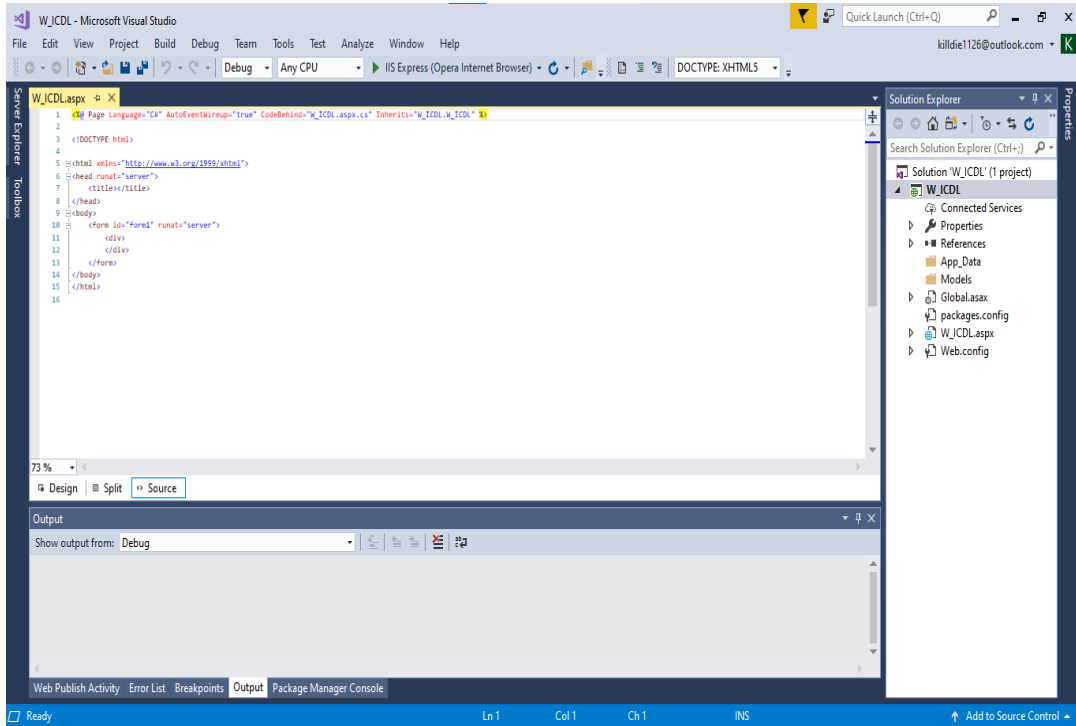 W_ICDL - Microsoft Visual Studio
Quick Launch (Ctrl+Q)
File Edit View Project Build Debug Team Tools Test Analyze Window Help
killdie1126@outlook.com K
Debug Any CPU IIS Express (Opera Internet Browser) DOCTYPE: XHTML5
Server Explorer
Toolbox
W_ICDL.aspx
1 <%@ Page Language="C#" AutoEventWireup="true" CodeBehind="W_ICDL.aspx.cs" Inherits="W_ICDL.W_ICDL" %>
2
3 <!DOCTYPE html>
4
5 <html xmlns="http://www.w3.org/1999/xhtml">
6 <head runat="server">
7 <title></title>
8 </head>
9 <body>
10 <form id="form1" runat="server">
11 <div>
12 </div>
13 </form>
14 </body>
15 </html>
16
73 %
Design Split Source
Output
Show output from: Debug
Web Publish Activity Error List Breakpoints Output Package Manager Console
Solution Explorer
Search Solution Explorer (Ctrl+;)
Solution 'W_ICDL' (1 project)
W_ICDL
Connected Services
Properties
References
App_Data
Models
Global.asax
packages.config
W_ICDL.aspx
Web.config
Properties
Ready Ln 1 Col 1 Ch 1 INS Add to Source Control